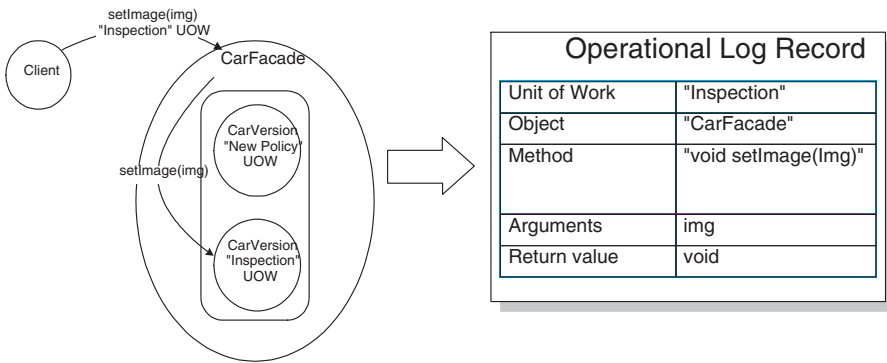 setImage(img)
"Inspection" UOW
Client
CarFacade
CarVersion
"New Policy"
UOW
setImage(img)
CarVersion
"Inspection"
UOW
Operational Log Record
Unit of Work "Inspection"
Object "CarFacade"
Method "void setImage(Img)"
Arguments img
Return value void